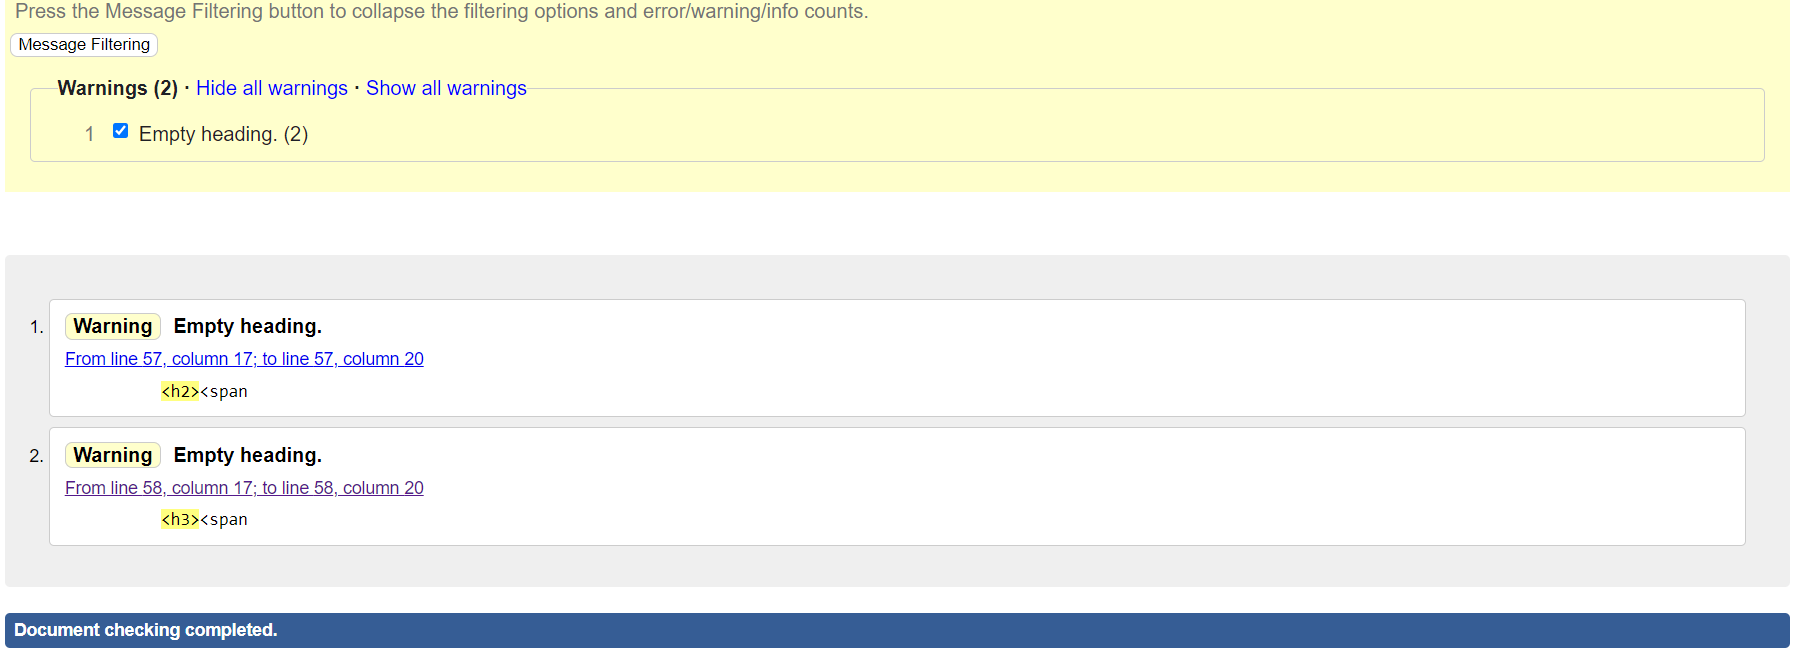 Press the Message Filtering button to collapse the filtering options and error/warning/info counts.
Message Filtering
Warnings (2) · Hide all warnings · Show all warnings
1 Empty heading. (2)
1. Warning Empty heading.
From line 57, column 17; to line 57, column 20
<h2><span
2. Warning Empty heading.
From line 58, column 17; to line 58, column 20
<h3><span
Document checking completed.